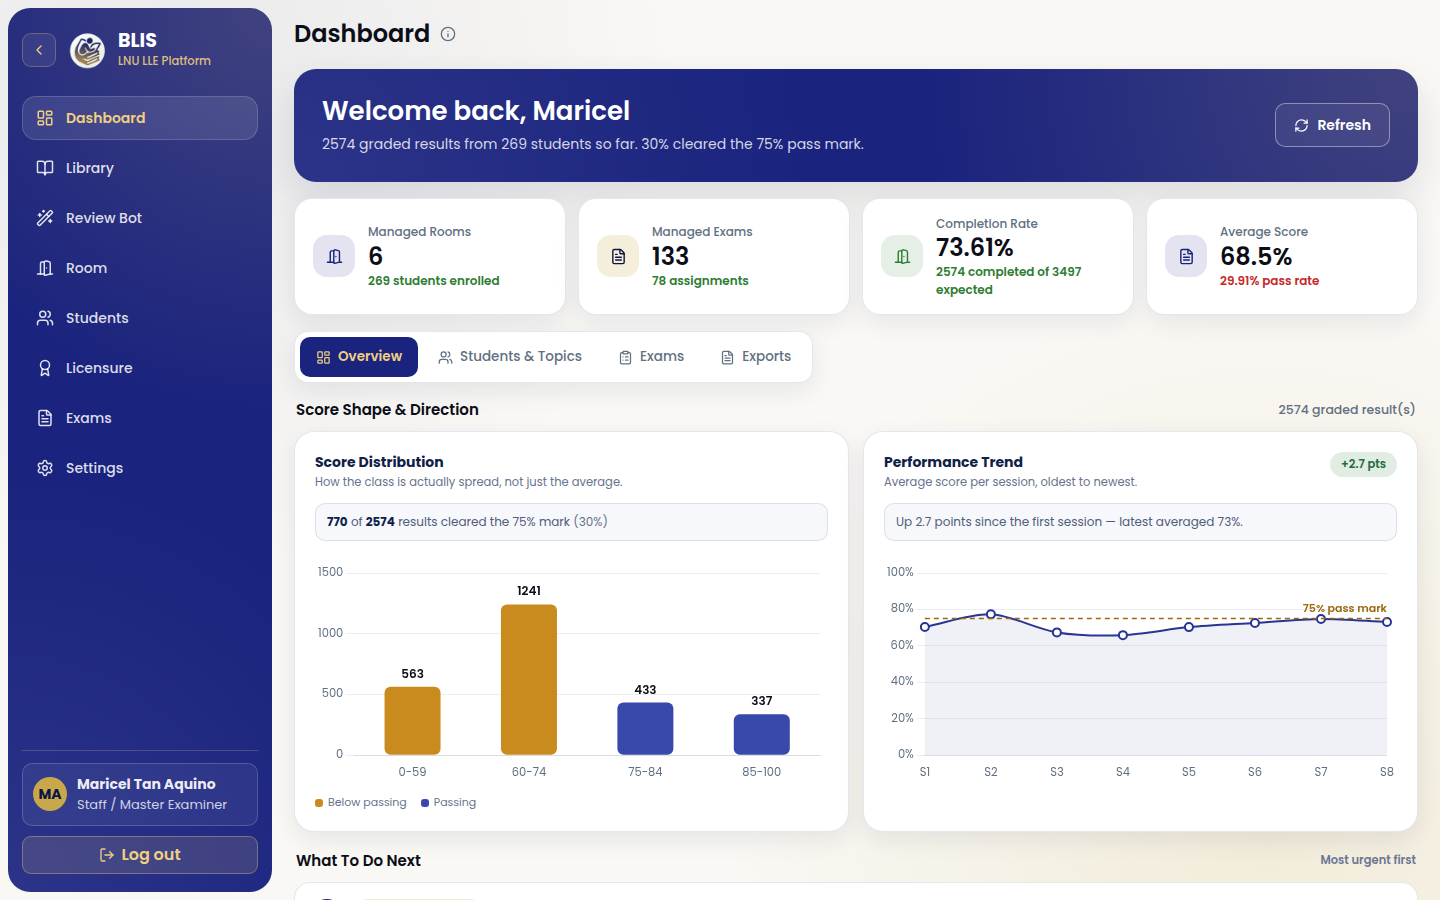 BLIS
LNU LLE Platform
Dashboard
Library
Review Bot
Room
Students
Licensure
Exams
Settings
MA
Maricel Tan Aquino
Staff / Master Examiner
Log out
Dashboard
Welcome back, Maricel
2574 graded results from 269 students so far. 30% cleared the 75% pass mark.
Refresh
Managed Rooms
6
269 students enrolled
Managed Exams
133
78 assignments
Completion Rate
73.61%
2574 completed of 3497
expected
Average Score
68.5%
29.91% pass rate
Overview
Students & Topics
Exams
Exports
Score Shape & Direction
2574 graded result(s)
Score Distribution
How the class is actually spread, not just the average.
770 of 2574 results cleared the 75% mark (30%)
1500
1000
500
0
563
1241
433
337
0-59
60-74
75-84
85-100
Below passing
Passing
Performance Trend
+2.7 pts
Average score per session, oldest to newest.
Up 2.7 points since the first session — latest averaged 73%.
100%
80%
60%
40%
20%
0%
75% pass mark
S1
S2
S3
S4
S5
S6
S7
S8
What To Do Next
Most urgent first